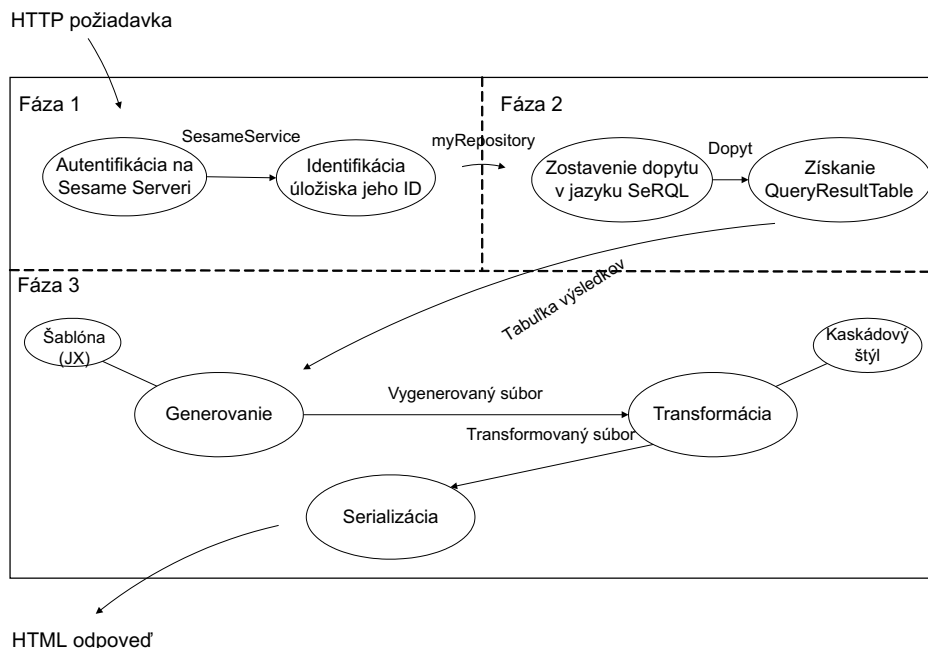 HTTP požiadavka
Fáza 1
Fáza 2
SesameService
myRepository
Dopyt
Autentifikácia na
Sesame Serveri
Identifikácia
úložiska jeho ID
Zostavenie dopytu
v jazyku SeRQL
Získanie
QueryResultTable
Fáza 3
Tabuľka výsledkov
Šablóna
(JX)
Kaskádový
štýl
Generovanie
Vygenerovaný súbor
Transformácia
Transformovaný súbor
Serializácia
HTML odpoveď